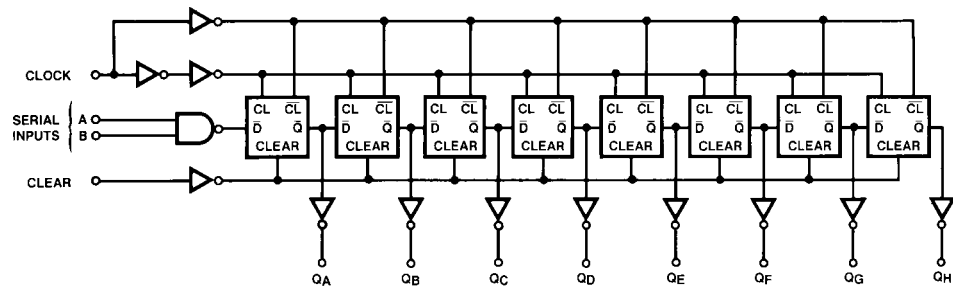 CLOCK
CL C̅L̅ CL C̅L̅ CL C̅L̅ CL C̅L̅ CL C̅L̅ CL C̅L̅ CL C̅L̅ CL C̅L̅
SERIAL INPUTS { A
B
D̅ Q̅ D̅ Q̅ D̅ Q̅ D̅ Q̅ D̅ Q̅ D̅ Q̅ D̅ Q̅ D̅ Q̅
CLEAR CLEAR CLEAR CLEAR CLEAR CLEAR CLEAR CLEAR
CLEAR
QA QB QC QD QE QF QG QH